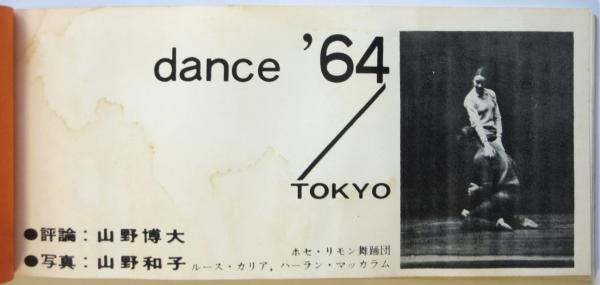 dance '64
TOKYO
●評論：山野博大
●写真：山野和子
ホセ・リモン舞踊団
ルース・カリア，ハーラン・マッカラム